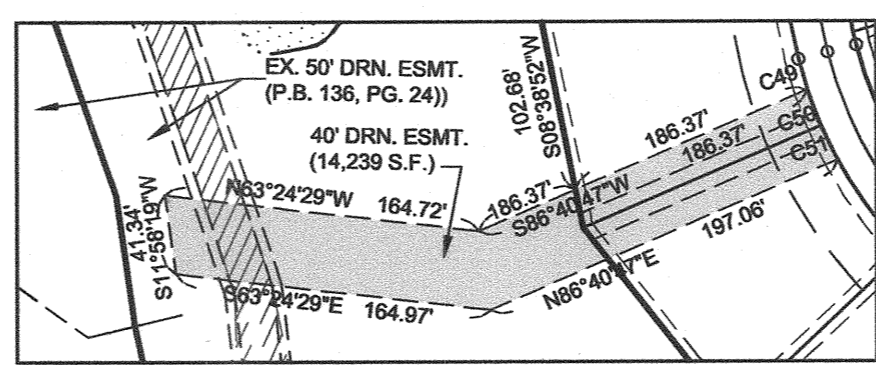 EX. 50' DRN. ESMT.
(P.B. 136, PG. 24))
40' DRN. ESMT.
(14,239 S.F.)
102.68'
S08°38'52"W
C49
186.37'
C50
186.37'
C51
N63°24'29"W
164.72'
186.37'
S86°40'47"W
197.06'
41.34'
S11°58'19"W
S63°24'29"E
164.97'
N86°40'47"E